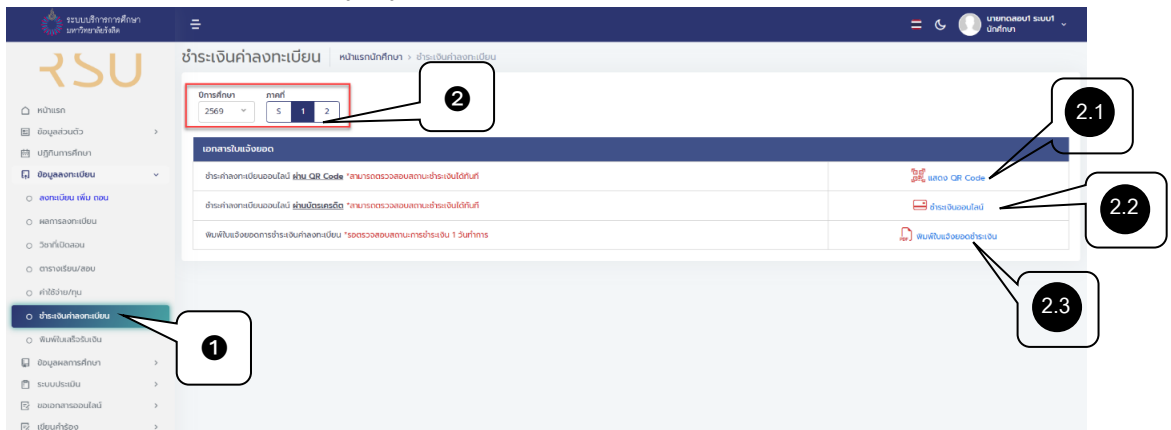 ระบบบริการการศึกษา
มหาวิทยาลัยรังสิต
นายทดสอบ1 ระบบ1
นักศึกษา
RSU
ชำระเงินค่าลงทะเบียน
หน้าแรกนักศึกษา › ชำระเงินค่าลงทะเบียน
ปีการศึกษา ภาคที่
2569 S 1 2
2
เอกสารใบแจ้งยอด
ชำระค่าลงทะเบียนออนไลน์ ผ่าน QR Code *สามารถตรวจสอบสถานะชำระเงินได้ทันที
แสดง QR Code
2.1
ชำระค่าลงทะเบียนออนไลน์ ผ่านบัตรเครดิต *สามารถตรวจสอบสถานะชำระเงินได้ทันที
ชำระเงินออนไลน์
2.2
พิมพ์ใบแจ้งยอดการชำระเงินค่าลงทะเบียน *รอตรวจสอบสถานะการชำระเงิน 1 วันทำการ
PDF พิมพ์ใบแจ้งยอดชำระเงิน
2.3
หน้าแรก
ข้อมูลส่วนตัว
ปฏิทินการศึกษา
ข้อมูลลงทะเบียน
ลงทะเบียน เพิ่ม ถอน
ผลการลงทะเบียน
วิชาที่เปิดสอน
ตารางเรียน/สอบ
ค่าใช้จ่าย/ทุน
ชำระเงินค่าลงทะเบียน
1
พิมพ์ใบเสร็จรับเงิน
ข้อมูลผลการศึกษา
ระบบประเมิน
ขอเอกสารออนไลน์
เขียนคำร้อง